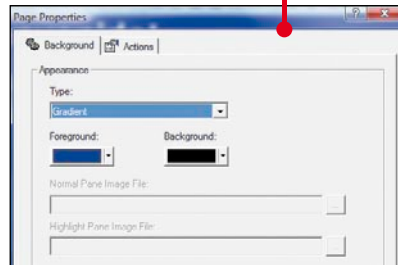 Page Properties
Background Actions
Appearance
Type:
Gradient
Foreground: Background:
Normal Pane Image File:
...
Highlight Pane Image File: